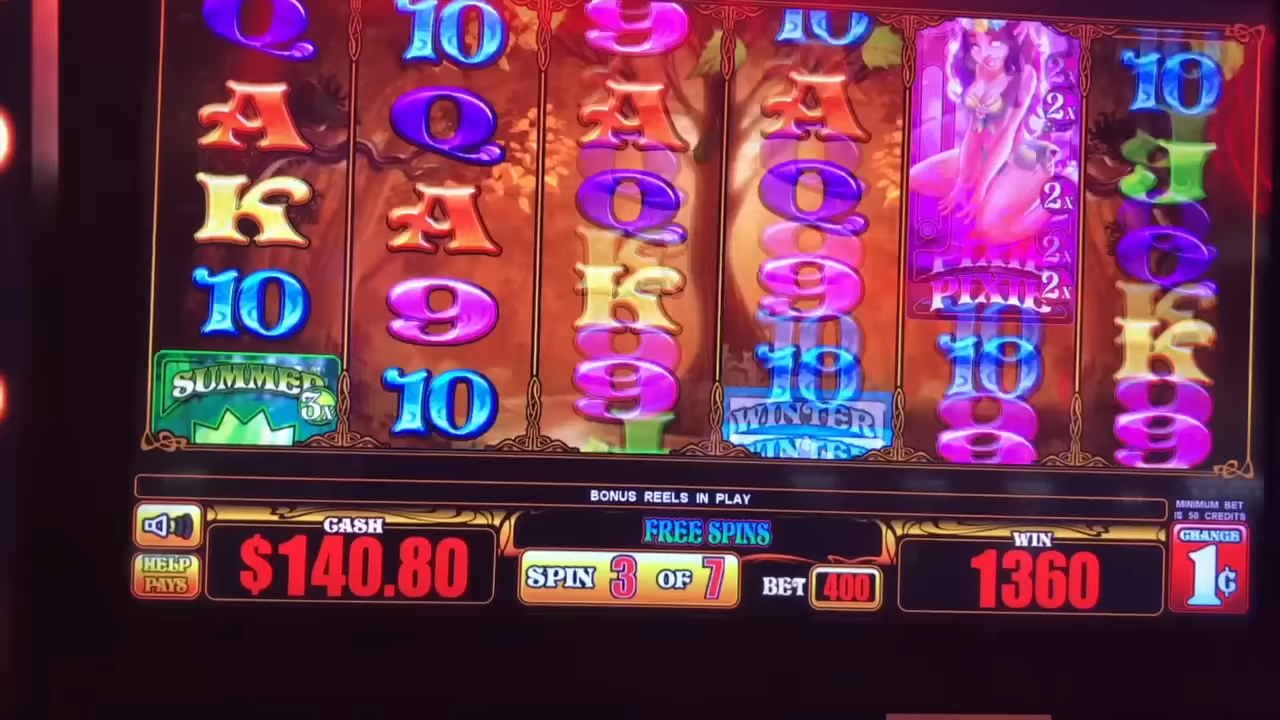 Q 10 9 10 2x 10
A Q A A 2x J
K A Q Q 2x Q
10 9 K 9 PIXIE 2x K
SUMMER 3x 10 9 10 10 9
J WINTER 9
BONUS REELS IN PLAY
MINIMUM BET
IS 50 CREDITS
CASH FREE SPINS WIN CHANGE
$140.80 SPIN 3 OF 7 BET 400 1360 1¢
HELP
PAYS